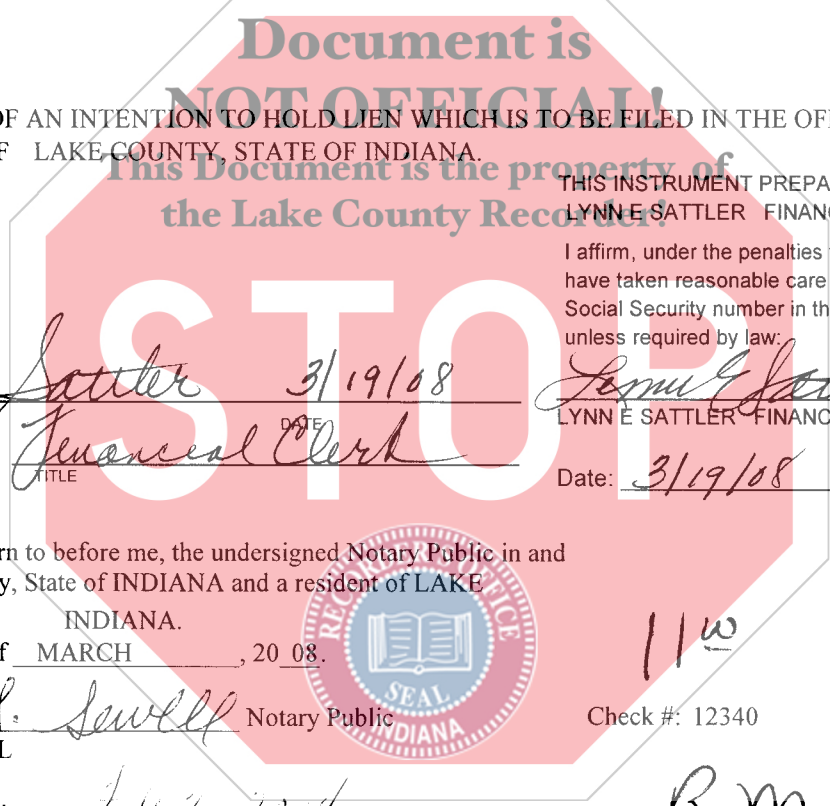 Document is
NOT OFFICIAL!
This Document is the property of
the Lake County Recorder!
STOP
OF AN INTENTION TO HOLD LIEN WHICH IS TO BE FILED IN THE OFF
LAKE COUNTY, STATE OF INDIANA.
THIS INSTRUMENT PREPA
LYNN E SATTLER FINANC
I affirm, under the penalties
have taken reasonable care
Social Security number in th
unless required by law:
Sattler 3/19/08
DATE
Financial Clerk
TITLE
LYNN E SATTLER FINANC
Date: 3/19/08
rn to before me, the undersigned Notary Public in and
y, State of INDIANA and a resident of LAKE
INDIANA.
f MARCH , 20 08.
Sewell Notary Public
L
RECORDER'S OFFICE
SEAL
INDIANA
11 w
Check #: 12340